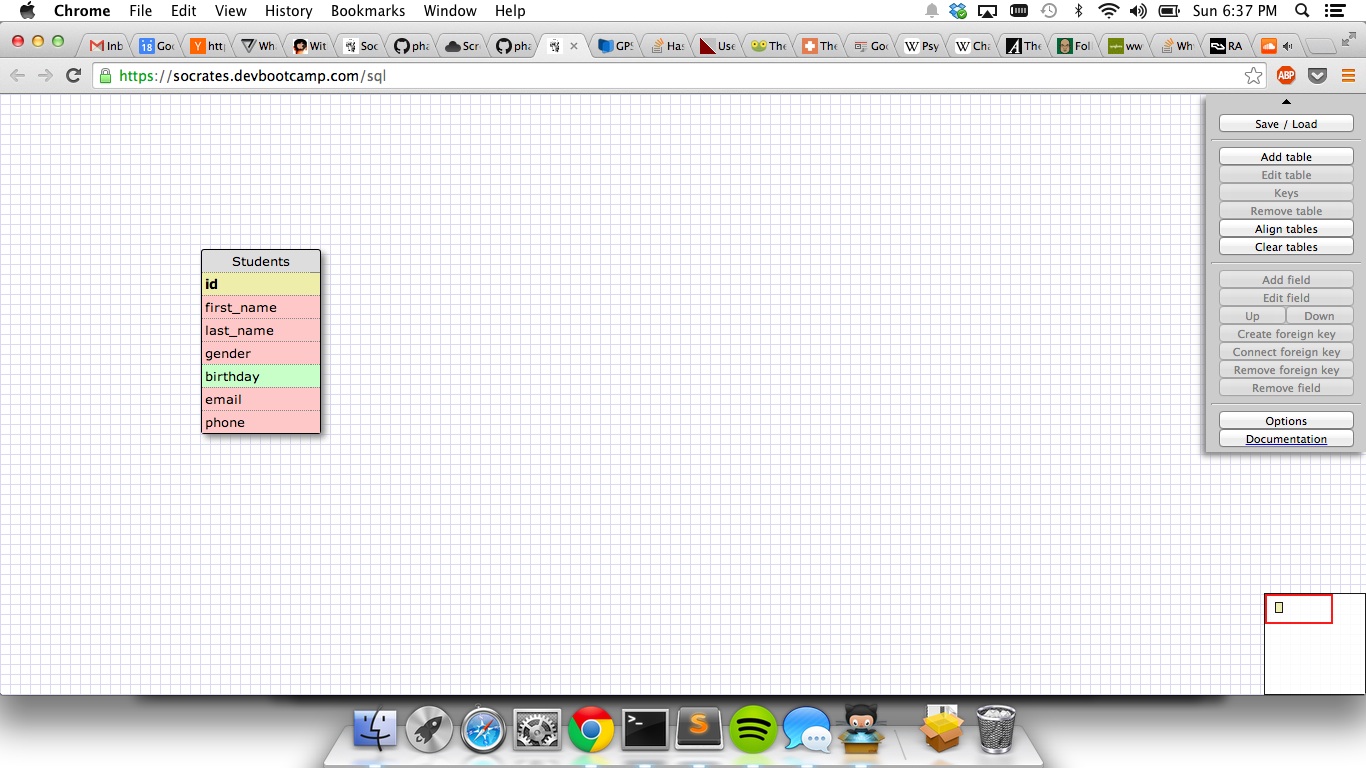 Chrome File Edit View History Bookmarks Window Help Sun 6:37 PM
Inb 18 Goo Y http Wh Wit Soc pha Scr pha × GPS Has Use The The Goo W Psy W Cha A The Fol ww Wh RA
https://socrates.devbootcamp.com/sql ABP
Save / Load
Add table
Edit table
Keys
Remove table
Align tables
Clear tables
Students
id
first_name
last_name
gender
birthday
email
phone
Add field
Edit field
Up Down
Create foreign key
Connect foreign key
Remove foreign key
Remove field
Options
Documentation
>_ S